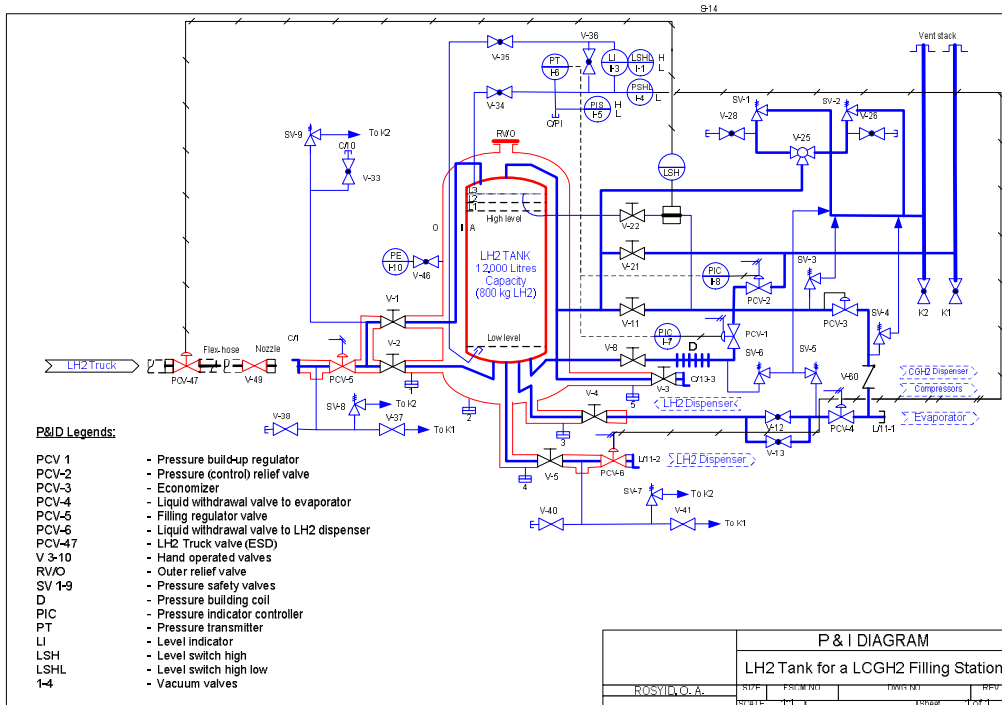 S-14
Vent stack
V-36
V-35
PT
I-6
LI
I-3
LSHL
I-1
H
L
PSHL
I-4
L
PIS
I-5
H
L
C/PI
V-34
SV-9
To K2
C/10
V-33
RV/O
SV-1
SV-2
V-28
V-26
V-25
LSH
L3
L2
L1
High level
O
I
A
LH2 TANK
12,000 Litres
Capacity
(800 kg LH2)
Low level
PE
I-10
V-46
V-22
V-21
V-11
PIC
I-8
PCV-2
SV-3
PCV-3
SV-4
K2
K1
V-1
V-2
C/1
PIC
I-7
PCV-1
V-8
D
SV-6
SV-5
V-60
LH2 Truck
Flex-hose
Nozzle
PCV-47
V-49
PCV-5
1
V-3
C/13-3
5
LH2 Dispenser
CcH2 Dispenser
Compressors
Evaporator
SV-8
To K2
V-38
V-37
To K1
2
V-4
3
V-12
V-13
PCV-4
L/11-1
V-5
4
PCV-6
L/11-2
LH2 Dispenser
SV-7
To K2
V-40
V-41
To K1
P&ID Legends:
PCV 1 - Pressure build-up regulator
PCV-2 - Pressure (control) relief valve
PCV-3 - Economizer
PCV-4 - Liquid withdrawal valve to evaporator
PCV-5 - Filling regulator valve
PCV-6 - Liquid withdrawal valve to LH2 dispenser
PCV-47 - LH2 Truck valve (ESD)
V 3-10 - Hand operated valves
RV/O - Outer relief valve
SV 1-9 - Pressure safety valves
D - Pressure building coil
PIC - Pressure indicator controller
PT - Pressure transmitter
LI - Level indicator
LSH - Level switch high
LSHL - Level switch high low
1-4 - Vacuum valves
P & I DIAGRAM
LH2 Tank for a LCGH2 Filling Station
ROSYID, O. A.
SIZE
FSCM NO
DWG NO
REV
SCALE
1:1
Sheet
1 of 1